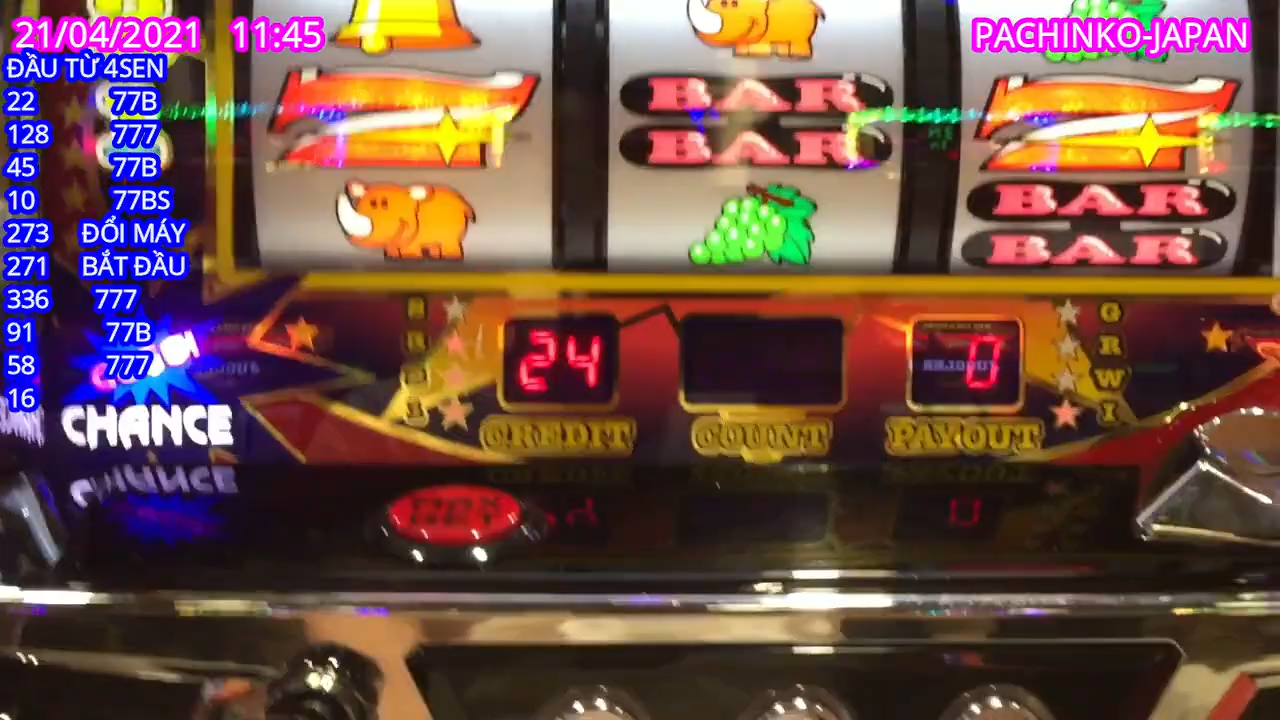 21/04/2021 11:45
PACHINKO-JAPAN
ĐẦU TỪ 4SEN
22 77B
128 777
45 77B
10 77BS
273 ĐỔI MÁY
271 BẮT ĐẦU
336 777
91 77B
58 777
16
BAR
BAR
BAR
BAR
24
0
CREDIT
COUNT
PAYOUT
CHANCE